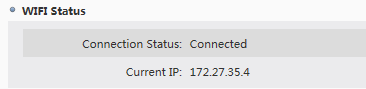 WIFI Status
Connection Status: Connected
Current IP: 172.27.35.4